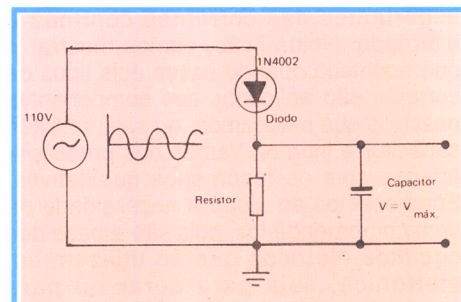 1N4002
110V
Diodo
Resistor
Capacitor
V = V máx.